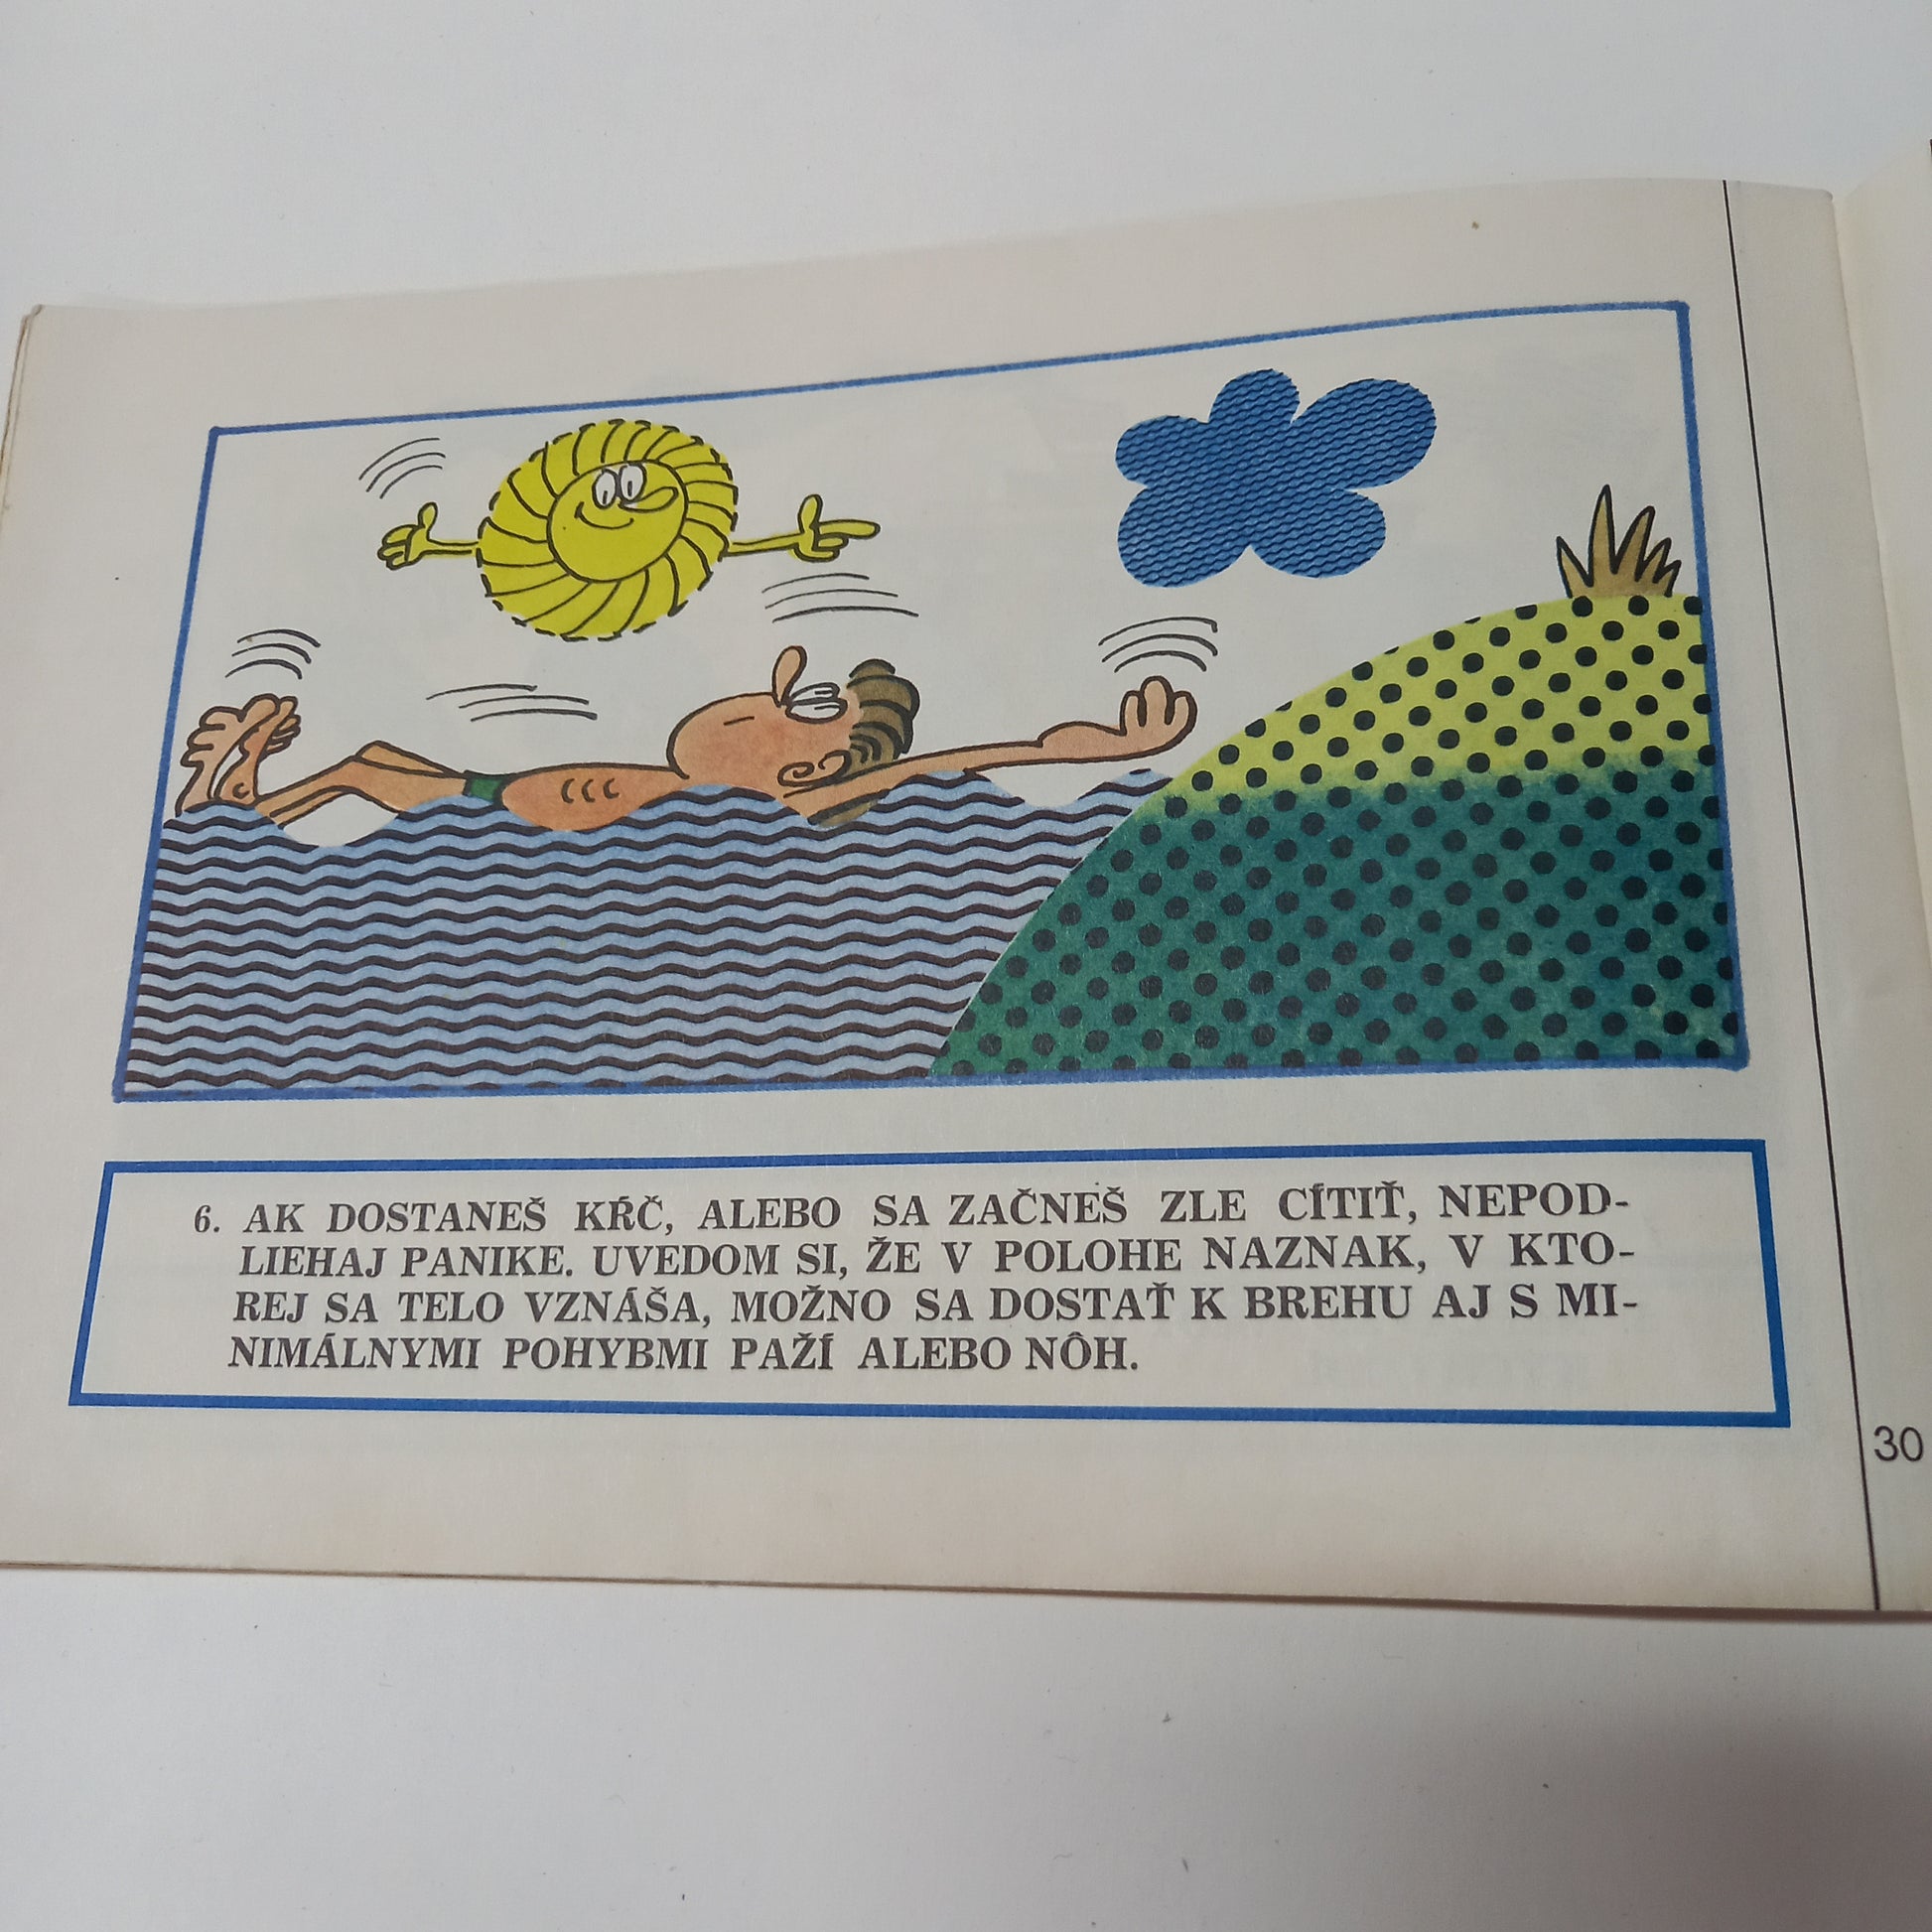 6. AK DOSTANEŠ KŔČ, ALEBO SA ZAČNEŠ ZLE CÍTIŤ, NEPOD-
LIEHAJ PANIKE. UVEDOM SI, ŽE V POLOHE NAZNAK, V KTO-
REJ SA TELO VZNÁŠA, MOŽNO SA DOSTAŤ K BREHU AJ S MI-
NIMÁLNYMI POHYBMI PAŽÍ ALEBO NÔH.
30